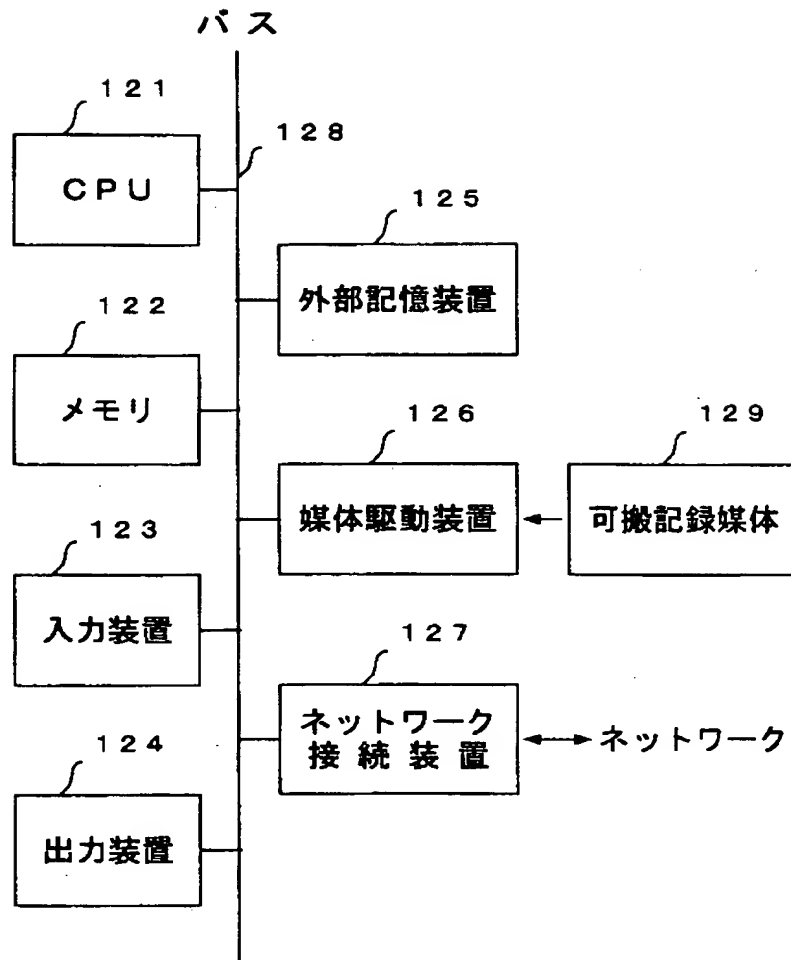 バス
121
128
CPU
125
122
外部記憶装置
メモリ
126
129
媒体駆動装置
可搬記録媒体
123
入力装置
127
ネットワーク
接続装置
ネットワーク
124
出力装置